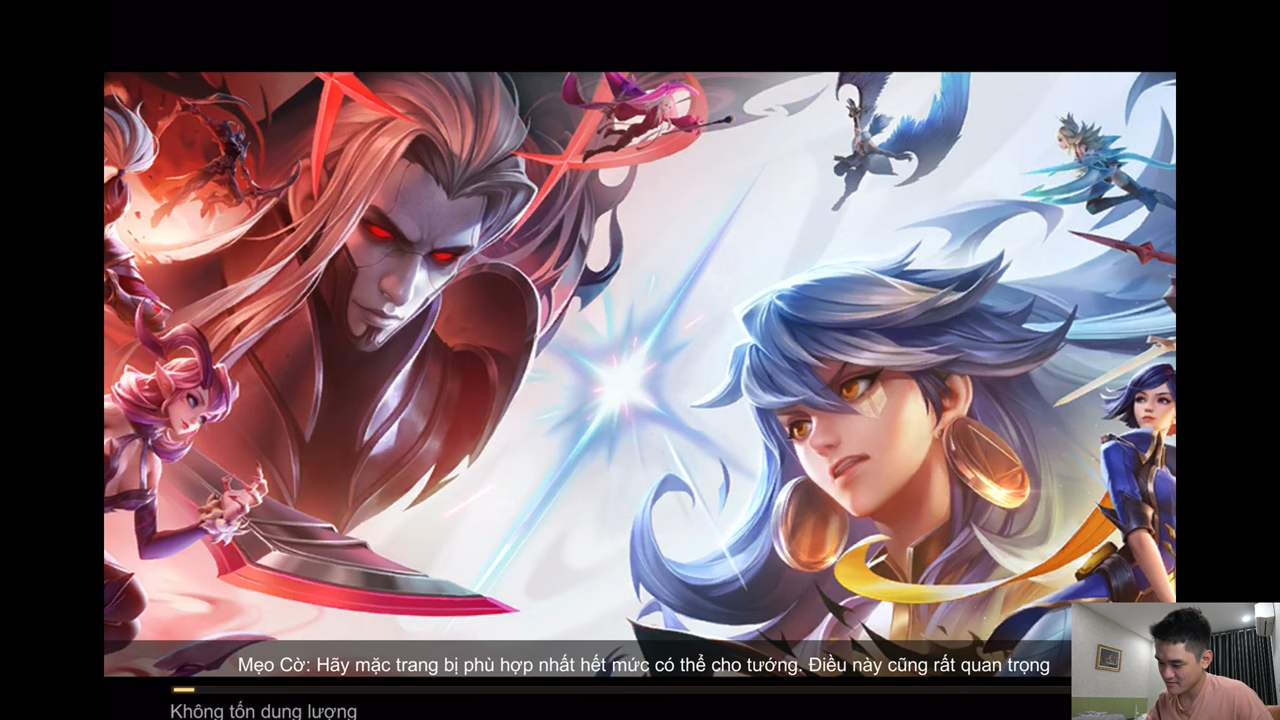 Mẹo Cờ: Hãy mặc trang bị phù hợp nhất hết mức có thể cho tướng. Điều này cũng rất quan trọng
Không tốn dung lượng